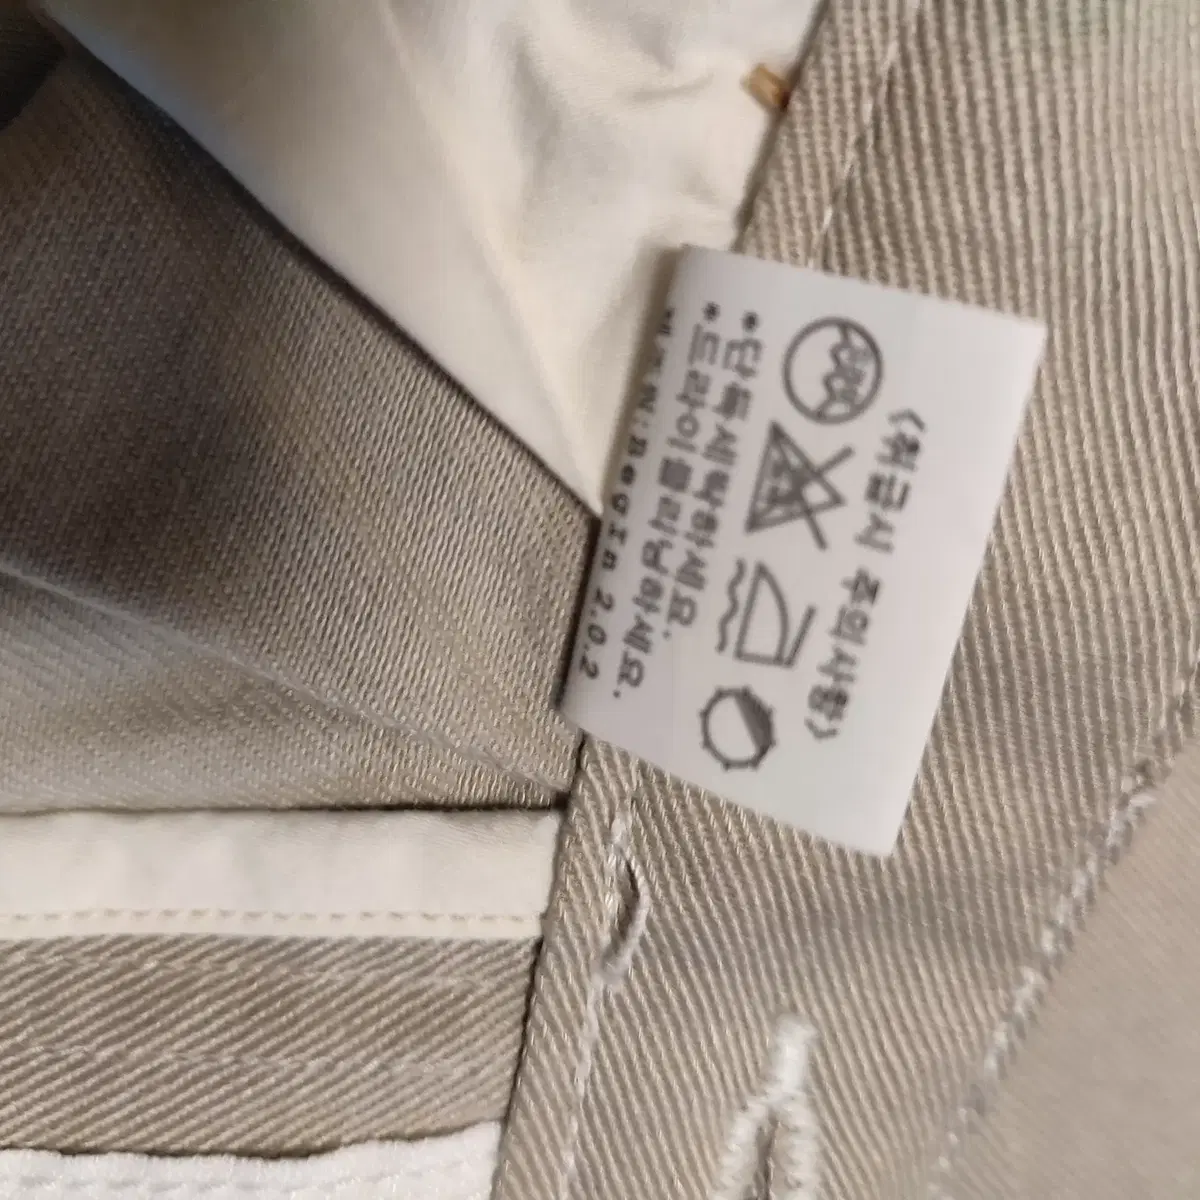 <취급시 주의사항>
*단독세탁하세요.
*드라이클리닝하세요.
:BegIn 2.0.2